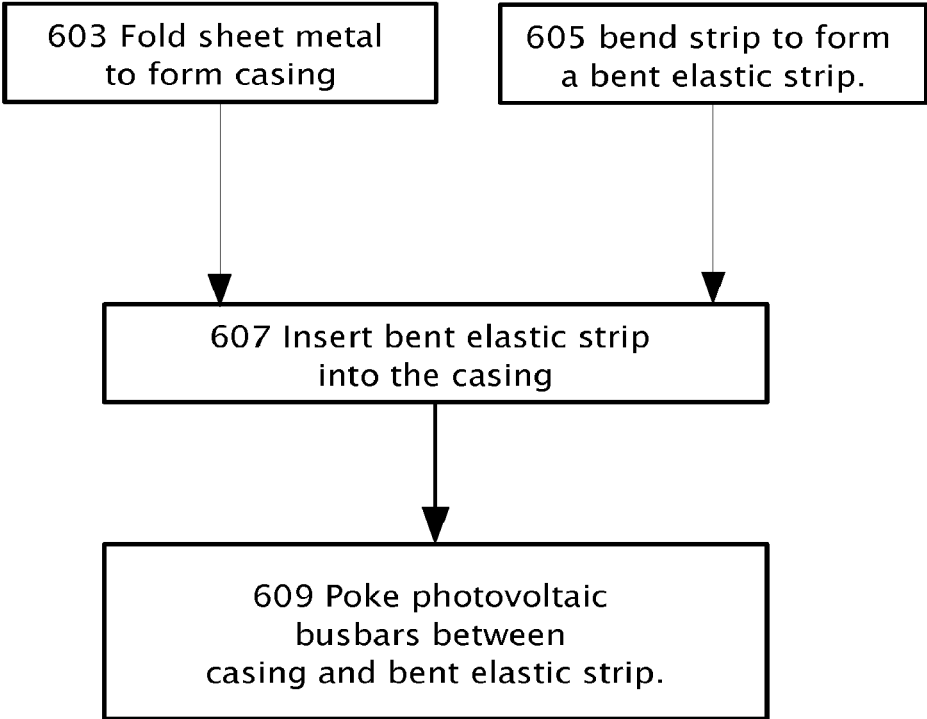 603 Fold sheet metal
to form casing
605 bend strip to form
a bent elastic strip.
607 Insert bent elastic strip
into the casing
609 Poke photovoltaic
busbars between
casing and bent elastic strip.